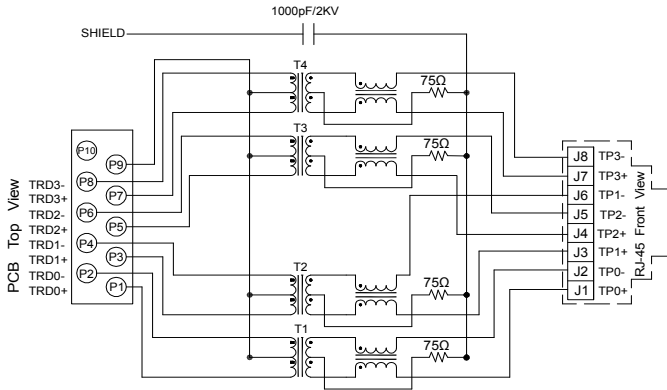 1000pF/2KV
SHIELD
T4
75Ω
T3
75Ω
P10
P9
TRD3- P8
TRD3+ P7
TRD2- P6
TRD2+ P5
TRD1- P4
TRD1+ P3
TRD0- P2
TRD0+ P1
PCB Top View
J8 TP3-
J7 TP3+
J6 TP1-
J5 TP2-
J4 TP2+
J3 TP1+
J2 TP0-
J1 TP0+
RJ-45 Front View
T2
75Ω
T1
75Ω